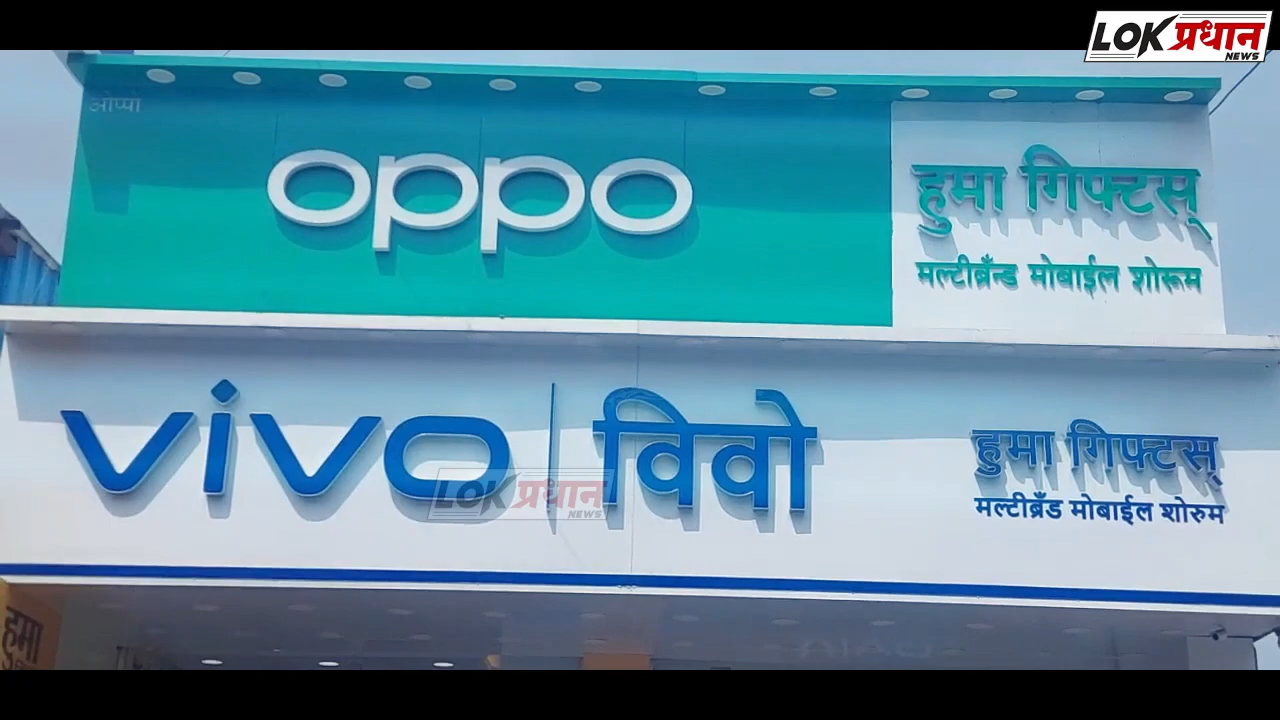 LOK प्रधान
NEWS
ओप्पो
oppo
हुमा गिफ्टस्
मल्टीब्रँन्ड मोबाईल शोरूम
vivo विवो
हुमा गिफ्टस्
मल्टीब्रँड मोबाईल शोरुम
LOK प्रधान
NEWS
हुमा